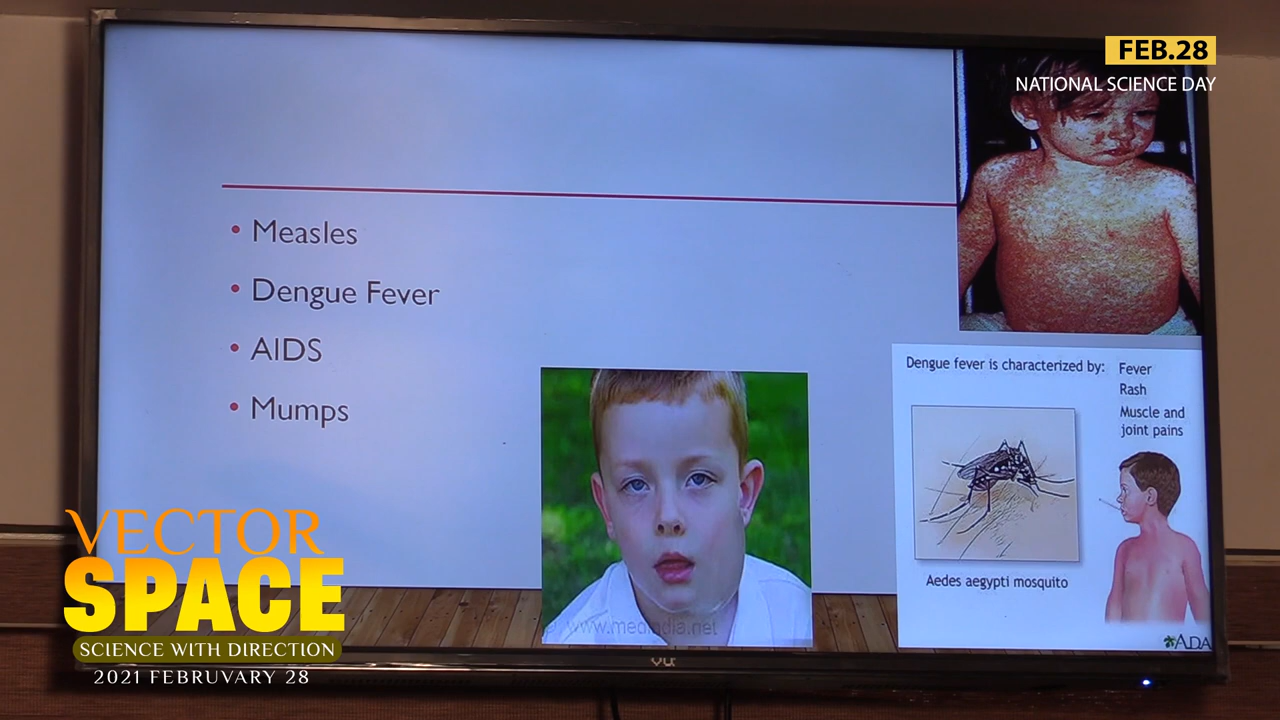 FEB.28
NATIONAL SCIENCE DAY
• Measles
• Dengue Fever
• AIDS
• Mumps
Dengue fever is characterized by:
Fever
Rash
Muscle and
joint pains
Aedes aegypti mosquito
ADA
www.medindia.net
VECTOR
SPACE
SCIENCE WITH DIRECTION
2021 FEBRUVARY 28
VU